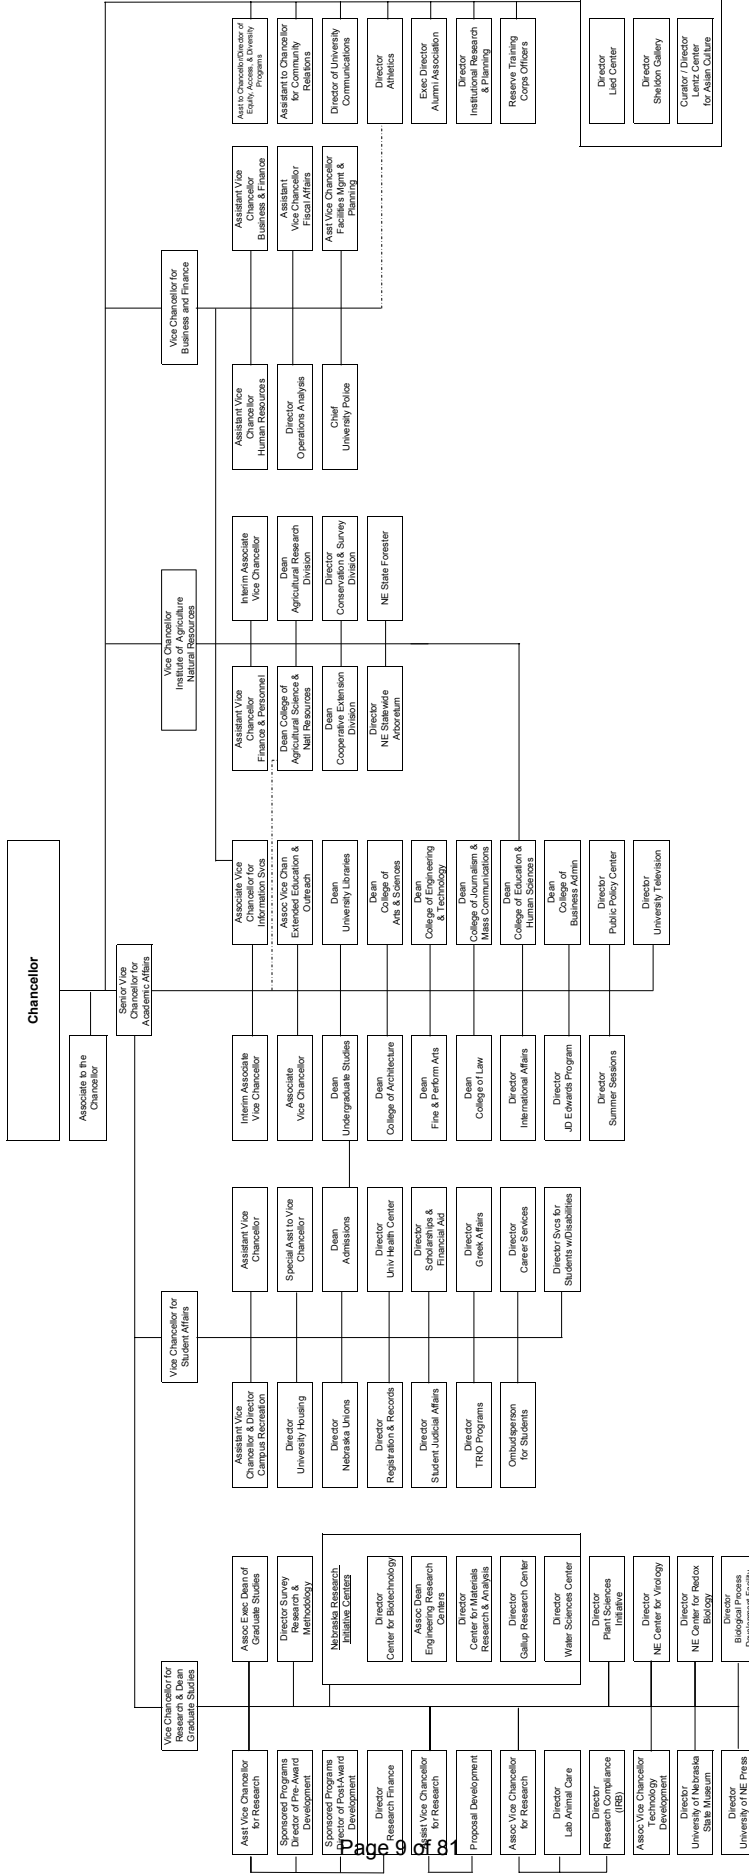 Chancellor
Associate to the
Chancellor
Senior Vice
Chancellor for
Academic Affairs
Vice Chancellor for
Research & Dean
Graduate Studies
Vice Chancellor for
Student Affairs
Vice Chancellor
Institute of Agriculture
Natural Resources
Vice Chancellor for
Business and Finance
Asst Vice Chancellor
for Research
Sponsored Programs
Director of Pre-Award
Development
Sponsored Programs
Director of Post-Award
Development
Director
Research Finance
Assist Vice Chancellor
for Research
Proposal Development
Assoc Vice Chancellor
for Research
Director
Lab Animal Care
Director
Research Compliance
(IRB)
Assoc Vice Chancellor
Technology
Development
Director
University of Nebraska
State Museum
Director
University of NE Press
Assoc Exec Dean of
Graduate Studies
Director Survey
Research &
Methodology
Nebraska Research
Initiative Centers
Director
Center for Biotechnology
Assoc Dean
Engineering Research
Centers
Director
Center for Materials
Research & Analysis
Director
Gallup Research Center
Director
Water Sciences Center
Director
Plant Sciences
Initiative
Director
NE Center for Virology
Director
NE Center for Redox
Biology
Director
Biological Process
Development Facility
Assistant Vice
Chancellor & Director
Campus Recreation
Director
University Housing
Director
Nebraska Unions
Director
Registration & Records
Director
Student Judicial Affairs
Director
TRIO Programs
Ombudsperson
for Students
Assistant Vice
Chancellor
Special Asst to Vice
Chancellor
Dean
Admissions
Director
Univ Health Center
Director
Scholarships &
Financial Aid
Director
Greek Affairs
Director
Career Services
Director Svcs for
Students w/Disabilities
Interim Associate
Vice Chancellor
Associate
Vice Chancellor
Dean
Undergraduate Studies
Dean
College of Architecture
Dean
Fine & Perform Arts
Dean
College of Law
Director
International Affairs
Director
JD Edwards Program
Director
Summer Sessions
Associate Vice
Chancellor for
Information Svcs
Assoc Vice Chan
Extended Education &
Outreach
Dean
University Libraries
Dean
College of
Arts & Sciences
Dean
College of Engineering
& Technology
Dean
College of Journalism &
Mass Communications
Dean
College of Education &
Human Sciences
Dean
College of
Business Admin
Director
Public Policy Center
Director
University Television
Assistant Vice
Chancellor
Finance & Personnel
Dean College of
Agricultural Science &
Natl Resources
Dean
Cooperative Extension
Division
Director
NE Statewide
Arboretum
Interim Associate
Vice Chancellor
Dean
Agricultural Research
Division
Director
Conservation & Survey
Division
NE State Forester
Assistant Vice
Chancellor
Human Resources
Director
Operations Analysis
Chief
University Police
Assistant Vice
Chancellor
Business & Finance
Assistant
Vice Chancellor
Fiscal Affairs
Asst Vice Chancellor
Facilities Mgmt &
Planning
Asst to Chancellor/Director of
Equity, Access, & Diversity
Programs
Assistant to Chancellor
for Community
Relations
Director of University
Communications
Director
Athletics
Exec Director
Alumni Association
Director
Institutional Research
& Planning
Reserve Training
Corps Officers
Director
Lied Center
Director
Sheldon Gallery
Curator / Director
Lentz Center
for Asian Culture
Page 9 of 81